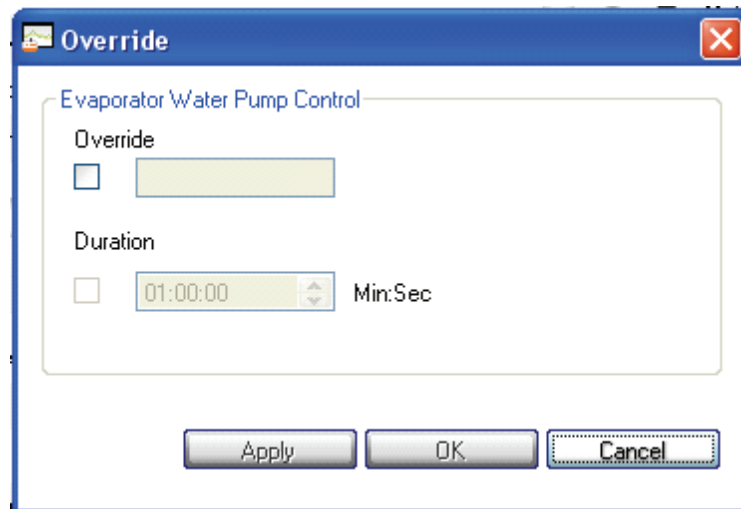 Override
Evaporator Water Pump Control
Override
Duration
01:00:00 Min:Sec
Apply OK Cancel